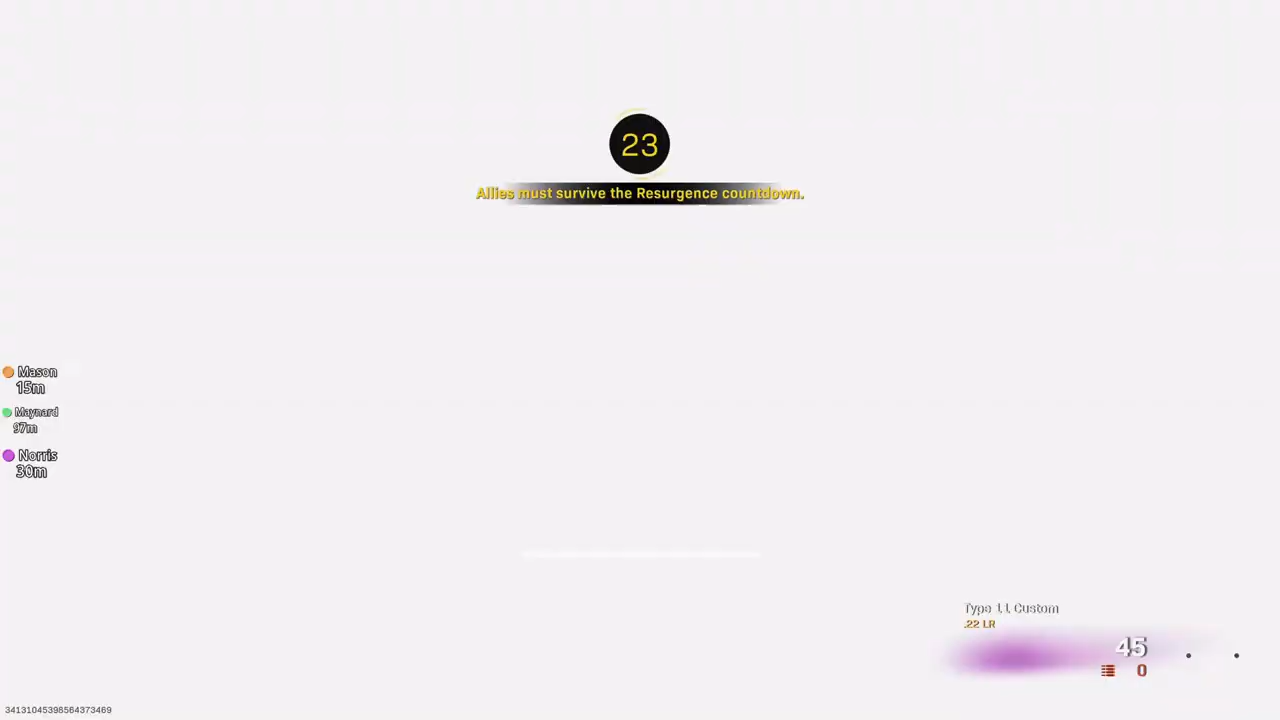 23
Allies must survive the Resurgence countdown.
Mason
15m
Maynard
97m
Norris
30m
Type 11 Custom
.22 LR
45
0
34131045398564373469